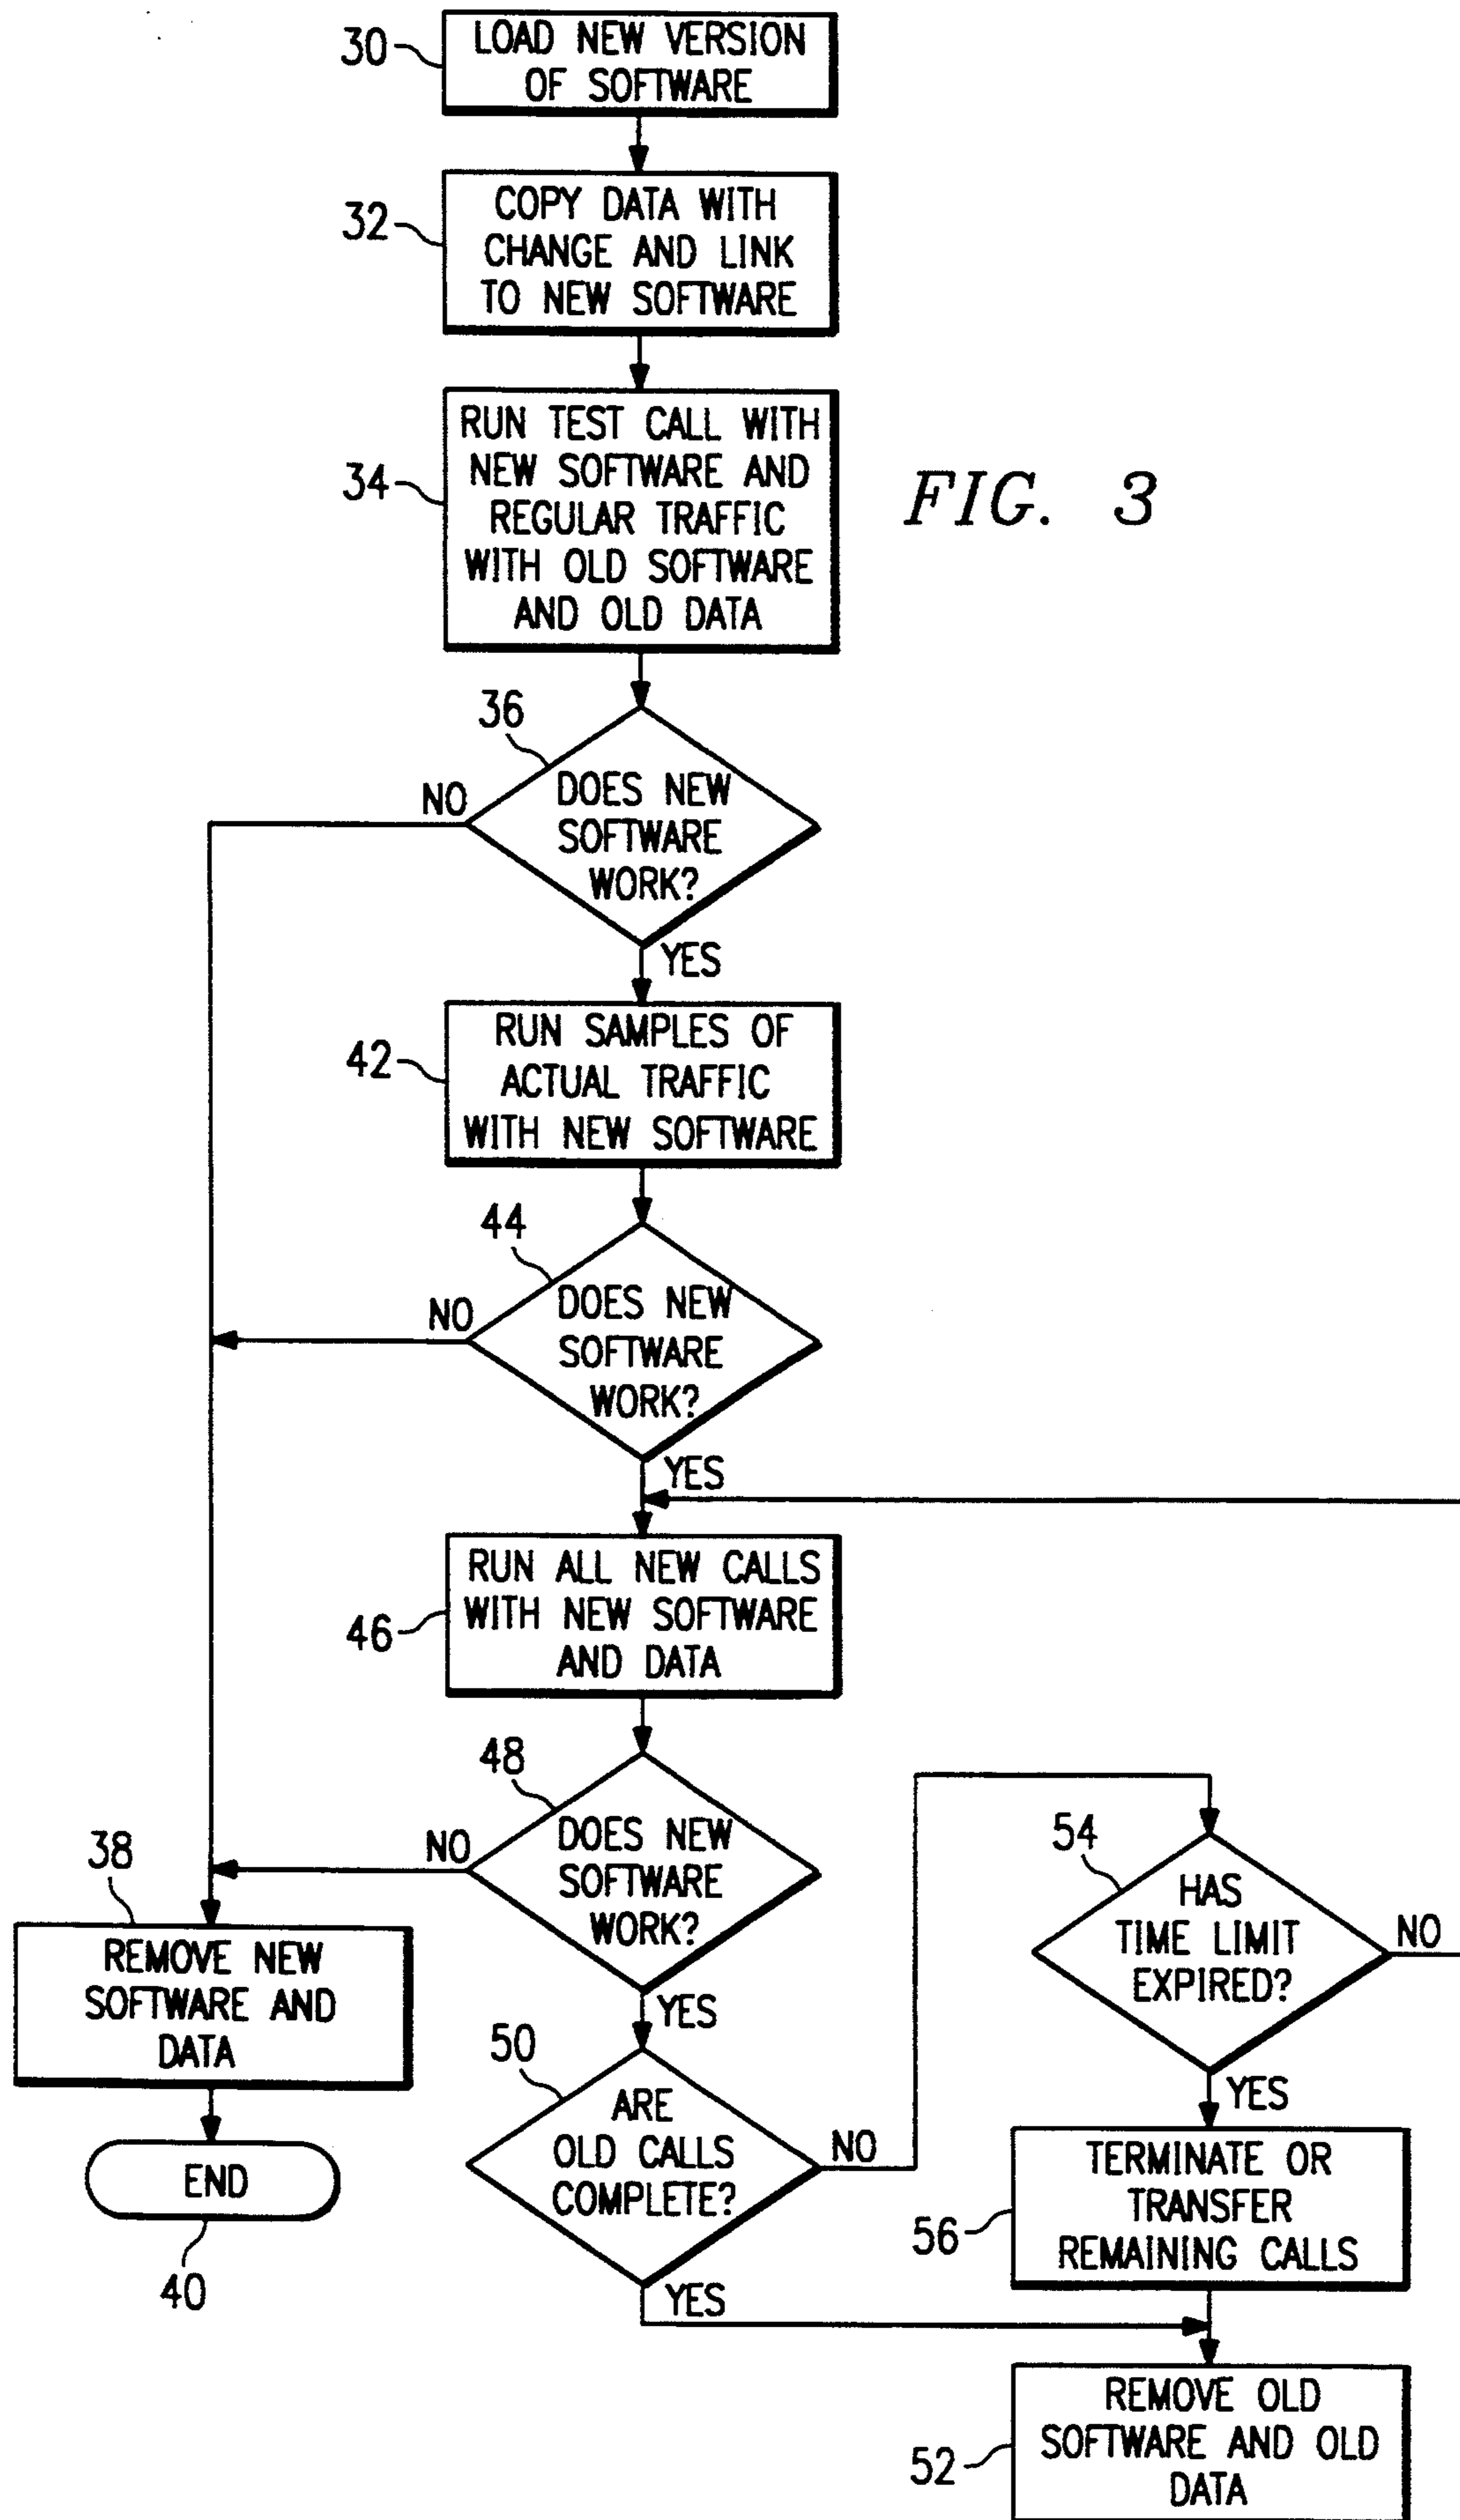 30
LOAD NEW VERSION
OF SOFTWARE
32
COPY DATA WITH
CHANGE AND LINK
TO NEW SOFTWARE
34
RUN TEST CALL WITH
NEW SOFTWARE AND
REGULAR TRAFFIC
WITH OLD SOFTWARE
AND OLD DATA
FIG. 3
36
NO
DOES NEW
SOFTWARE
WORK?
YES
42
RUN SAMPLES OF
ACTUAL TRAFFIC
WITH NEW SOFTWARE
44
NO
DOES NEW
SOFTWARE
WORK?
YES
46
RUN ALL NEW CALLS
WITH NEW SOFTWARE
AND DATA
48
NO
DOES NEW
SOFTWARE
WORK?
YES
38
REMOVE NEW
SOFTWARE AND
DATA
END
40
50
ARE
OLD CALLS
COMPLETE?
NO
YES
54
HAS
TIME LIMIT
EXPIRED?
NO
YES
56
TERMINATE OR
TRANSFER
REMAINING CALLS
52
REMOVE OLD
SOFTWARE AND OLD
DATA